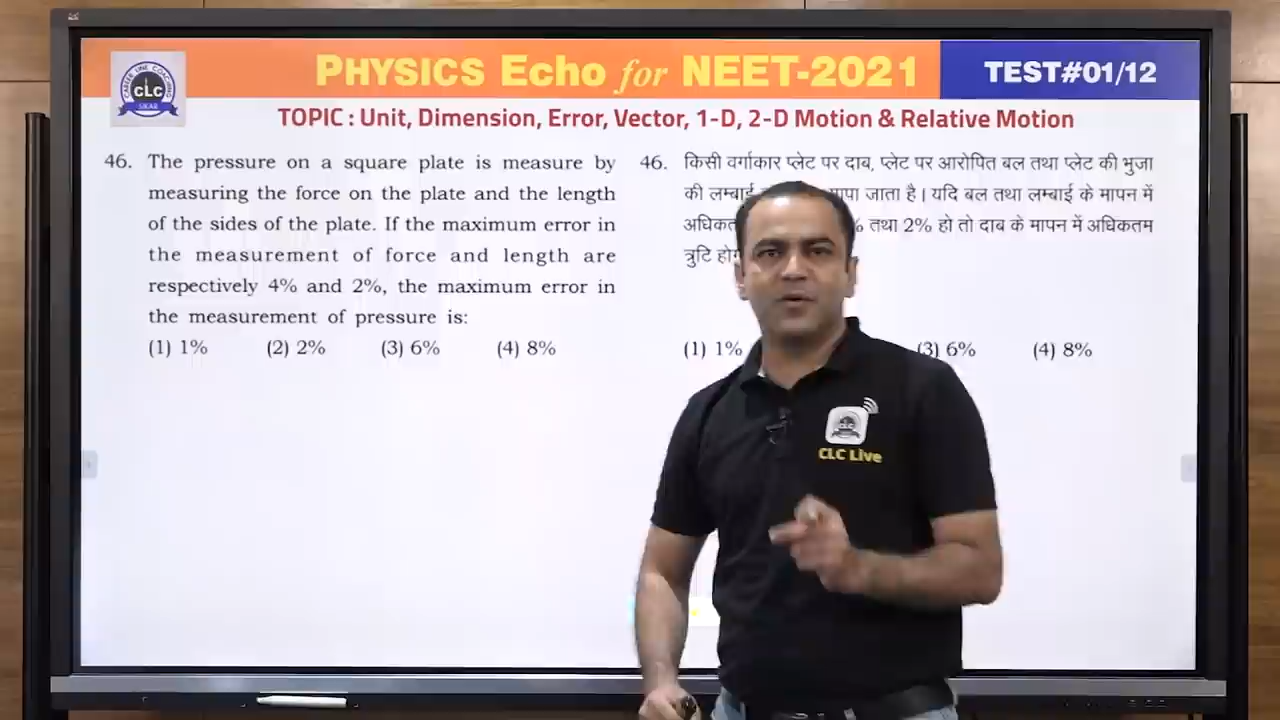 PHYSICS Echo for NEET-2021
TEST#01/12
CLC
SIKAR
TOPIC : Unit, Dimension, Error, Vector, 1-D, 2-D Motion & Relative Motion
46. The pressure on a square plate is measure by
measuring the force on the plate and the length
of the sides of the plate. If the maximum error in
the measurement of force and length are
respectively 4% and 2%, the maximum error in
the measurement of pressure is:
(1) 1% (2) 2% (3) 6% (4) 8%
46. किसी वर्गाकार प्लेट पर दाब, प्लेट पर आरोपित बल तथा प्लेट की भुजा
की लम्बाई मापा जाता है। यदि बल तथा लम्बाई के मापन में
% तथा 2% हो तो दाब के मापन में अधिकतम
त्रुटि
(1) 1% (3) 6% (4) 8%
CLC
CLC Live